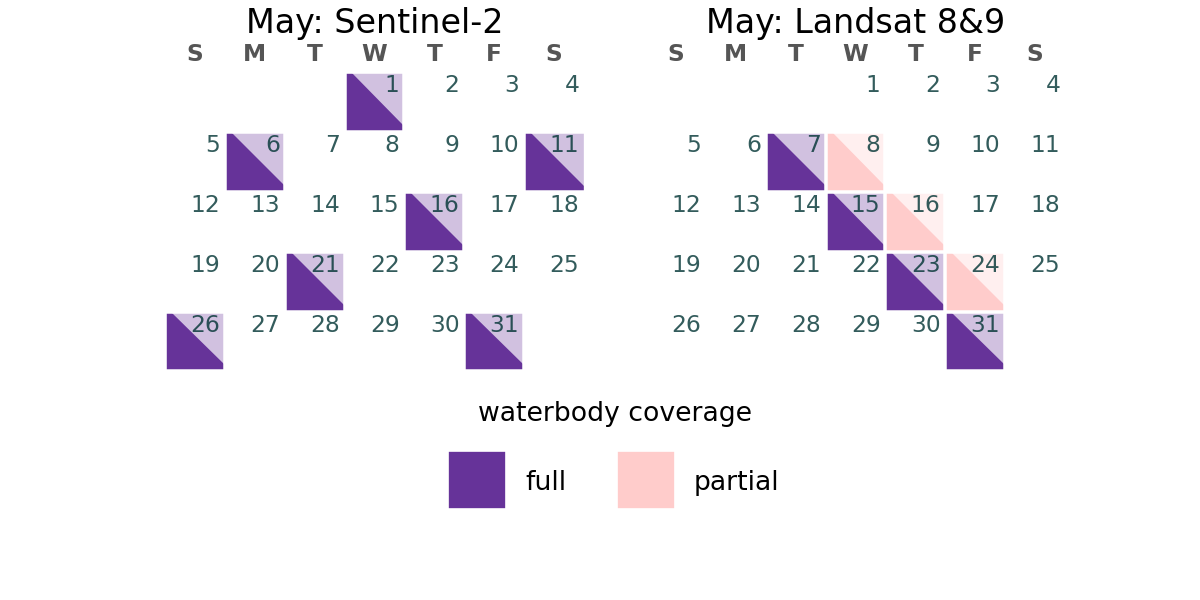 May: Sentinel-2
S M T W T F S
1 2 3 4
5 6 7 8 9 10 11
12 13 14 15 16 17 18
19 20 21 22 23 24 25
26 27 28 29 30 31
May: Landsat 8&9
S M T W T F S
1 2 3 4
5 6 7 8 9 10 11
12 13 14 15 16 17 18
19 20 21 22 23 24 25
26 27 28 29 30 31
waterbody coverage
full partial